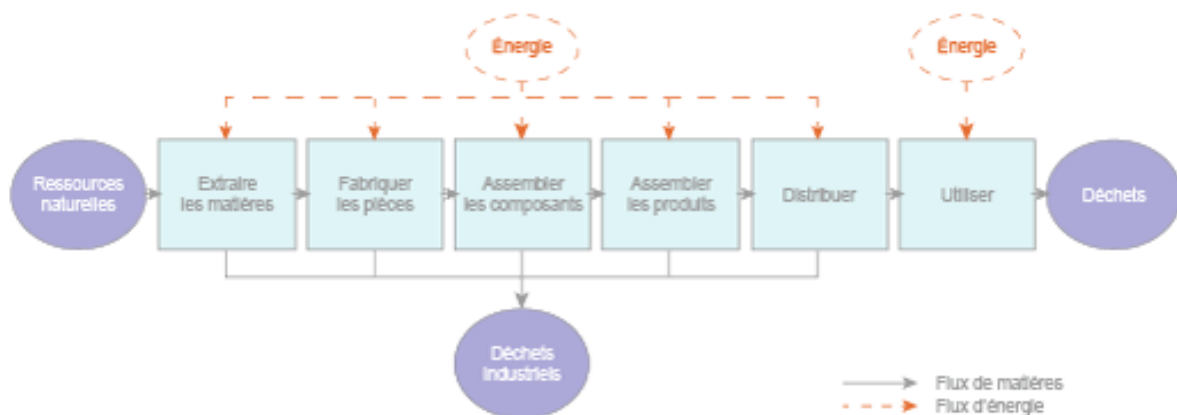 Énergie
Énergie
Ressources
naturelles
Extraire
les matières
Fabriquer
les pièces
Assembler
les composants
Assembler
les produits
Distribuer
Utiliser
Déchets
Déchets
industriels
Flux de matières
Flux d'énergie